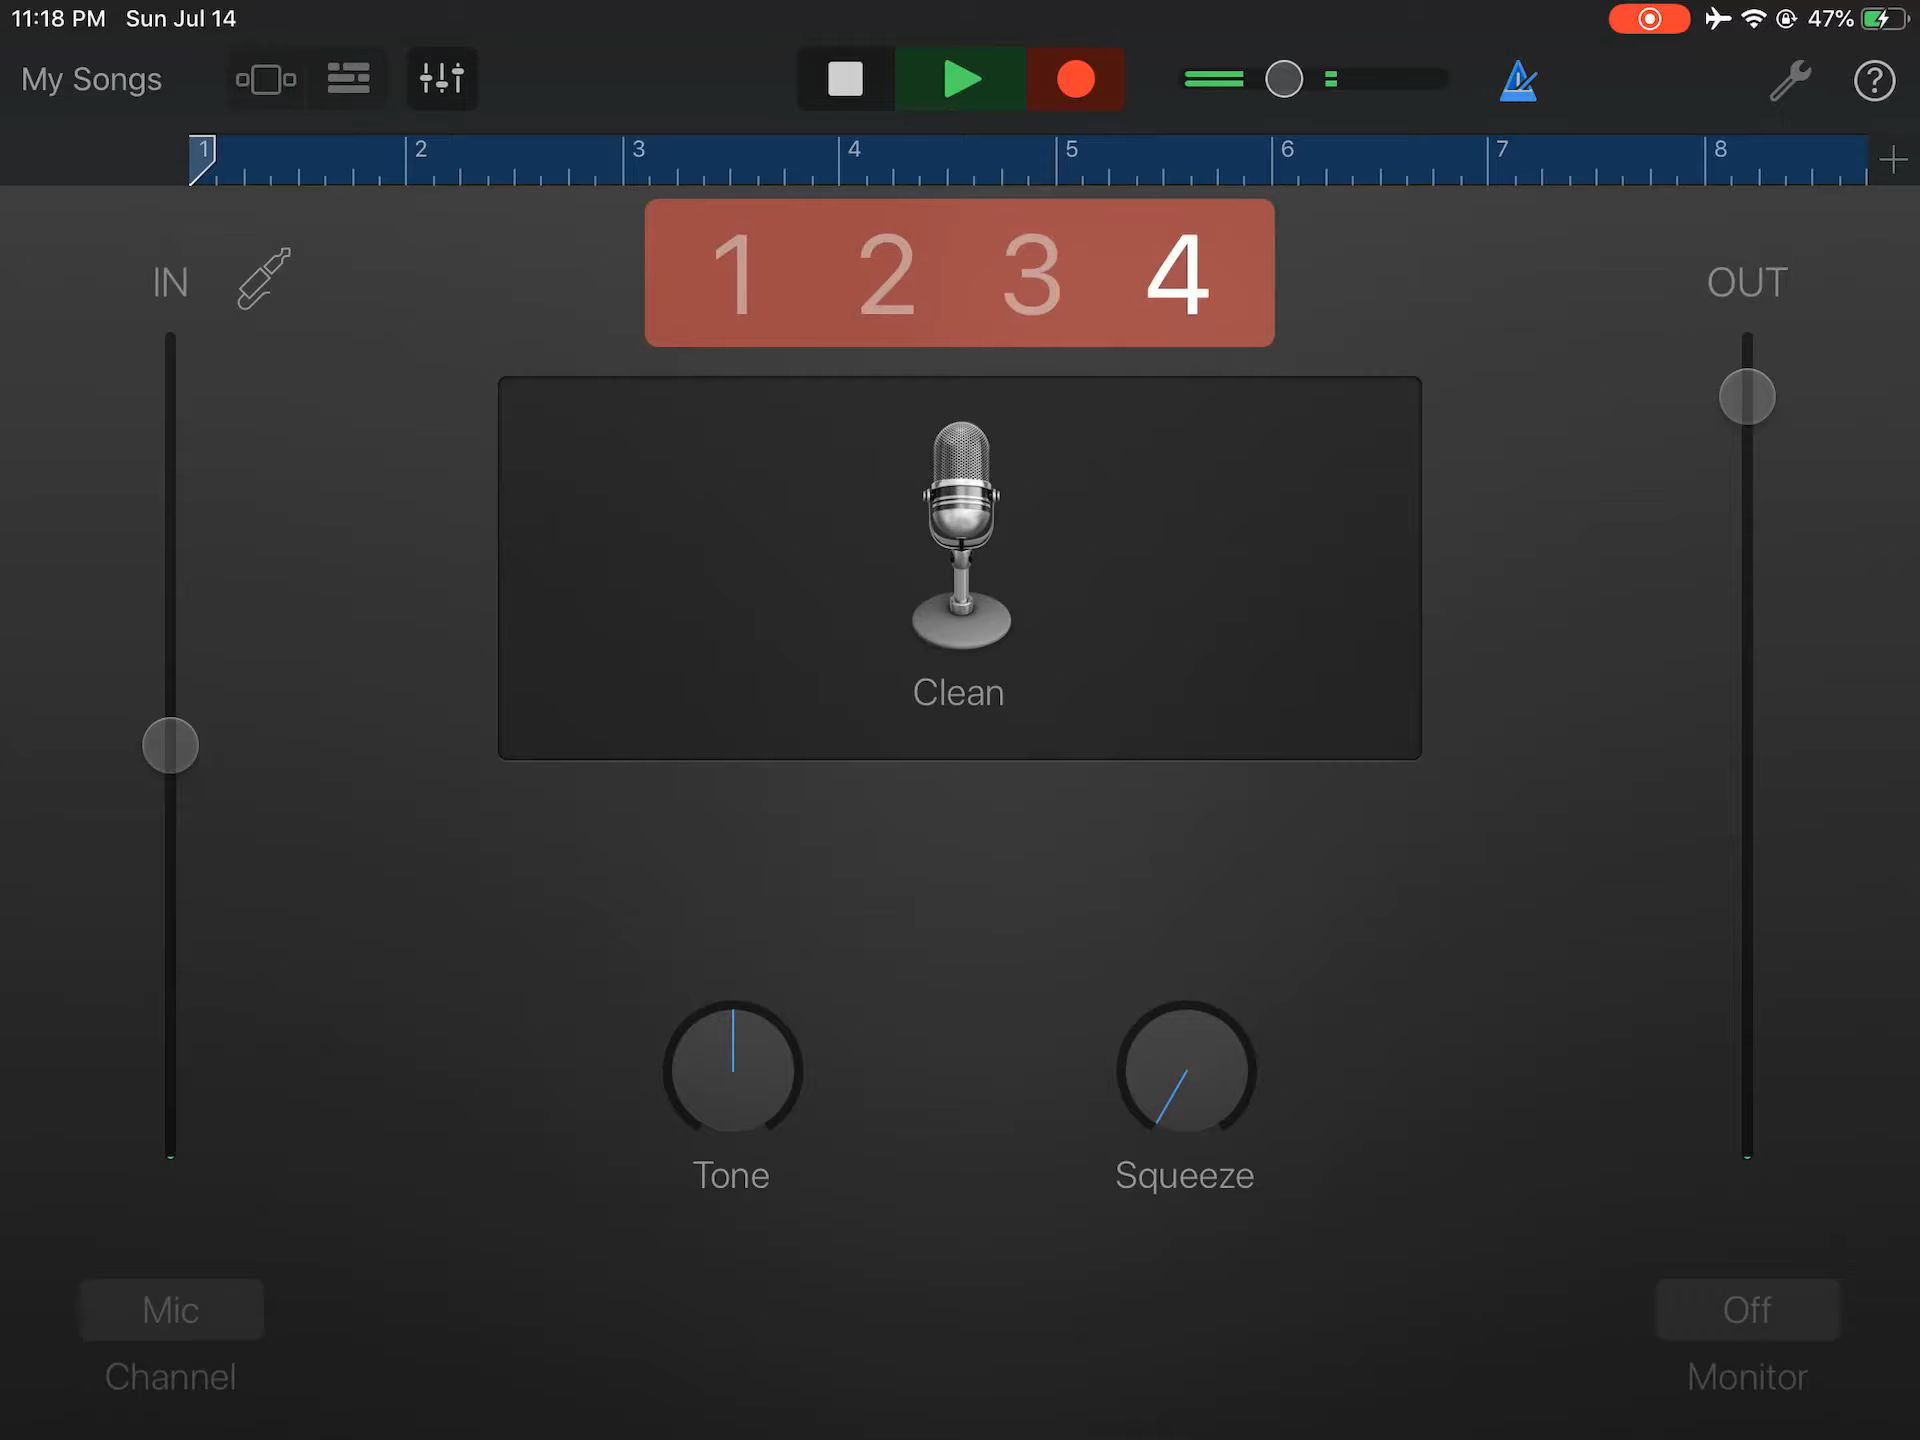 11:18 PM Sun Jul 14
47%
My Songs
1 2 3 4 5 6 7 8
1 2 3 4
IN
OUT
Clean
Tone
Squeeze
Mic
Off
Channel
Monitor